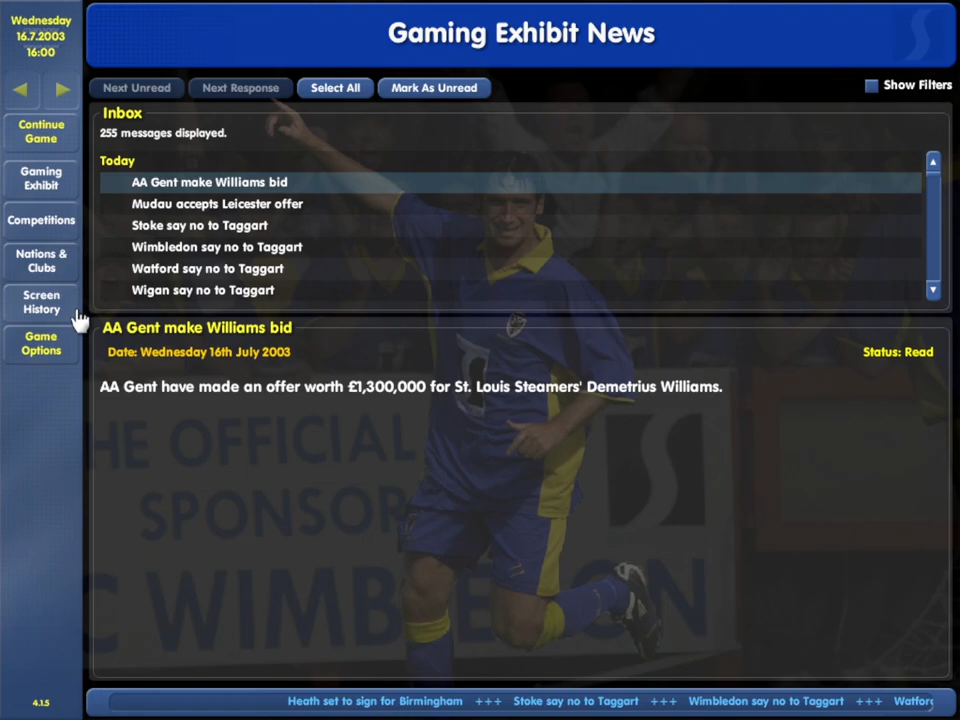 Wednesday
16.7.2003
16:00
Gaming Exhibit News
Next Unread
Next Response
Select All
Mark As Unread
Show Filters
Continue
Game
Gaming
Exhibit
Competitions
Nations &
Clubs
Screen
History
Game
Options
Inbox
255 messages displayed.
Today
AA Gent make Williams bid
Mudau accepts Leicester offer
Stoke say no to Taggart
Wimbledon say no to Taggart
Watford say no to Taggart
Wigan say no to Taggart
AA Gent make Williams bid
Date: Wednesday 16th July 2003
Status: Read
AA Gent have made an offer worth £1,300,000 for St. Louis Steamers' Demetrius Williams.
HE OFFICIAL
SPONSOR
C WIMBLEDON
4.1.5
Heath set to sign for Birmingham +++ Stoke say no to Taggart +++ Wimbledon say no to Taggart +++ Watford